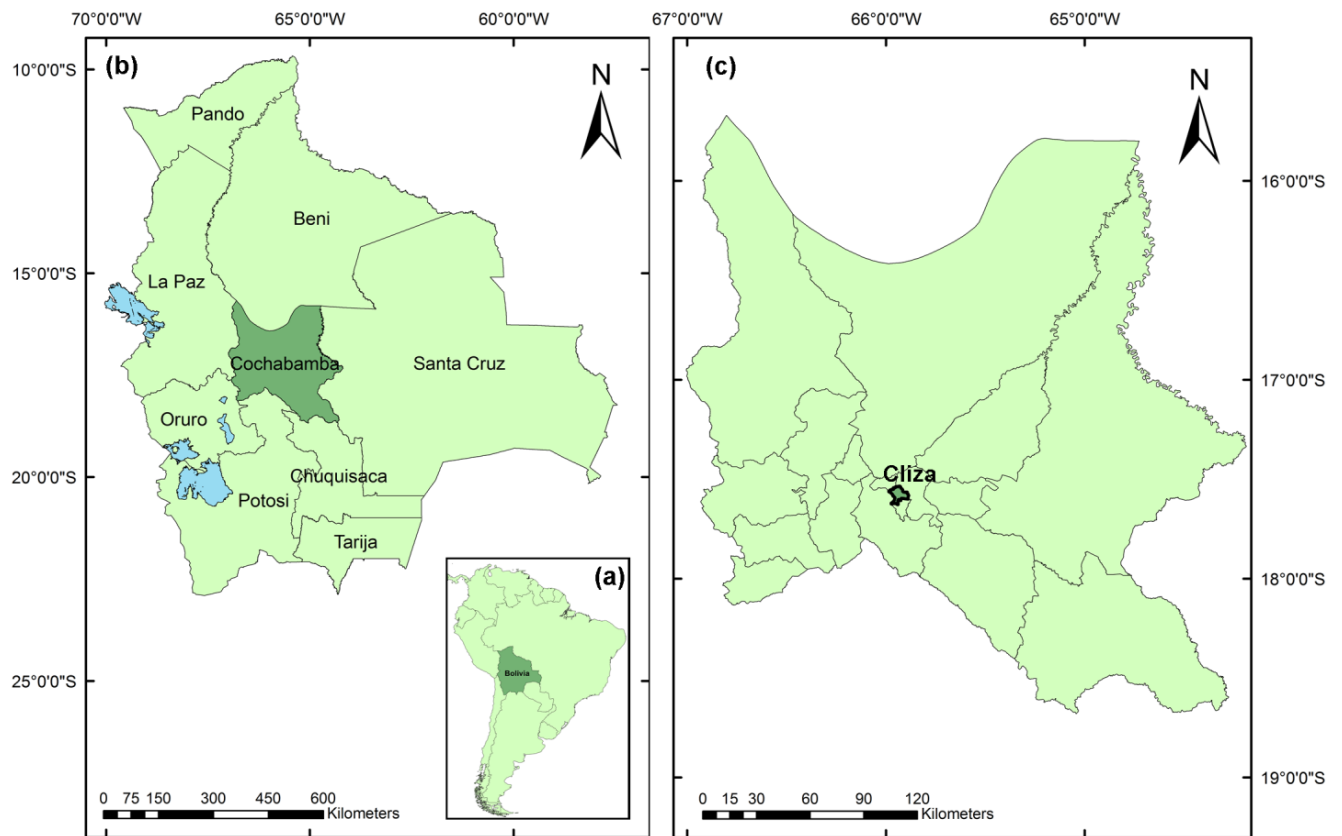 70°0'0"W 65°0'0"W 60°0'0"W
67°0'0"W 66°0'0"W 65°0'0"W
10°0'0"S
15°0'0"S
20°0'0"S
25°0'0"S
(b)
N
Pando
Beni
La Paz
Cochabamba
Santa Cruz
Oruro
Chuquisaca
Potosi
Tarija
(a)
Bolivia
0 75 150 300 450 600
Kilometers
(c)
N
Cliza
16°0'0"S
17°0'0"S
18°0'0"S
19°0'0"S
0 15 30 60 90 120
Kilometers